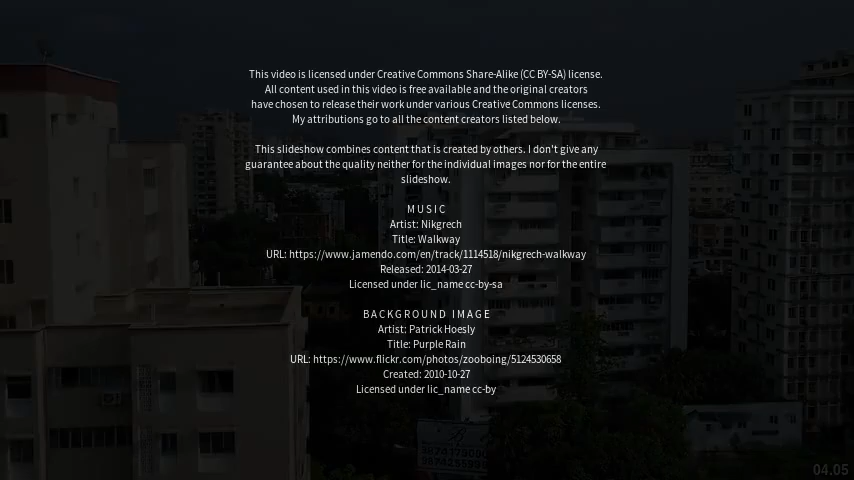 This video is licensed under Creative Commons Share-Alike (CC BY-SA) license.
All content used in this video is free available and the original creators
have chosen to release their work under various Creative Commons licenses.
My attributions go to all the content creators listed below.
This slideshow combines content that is created by others. I don't give any
guarantee about the quality neither for the individual images nor for the entire
slideshow.
MUSIC
Artist: Nikgrech
Title: Walkway
URL: https://www.jamendo.com/en/track/1114518/nikgrech-walkway
Released: 2014-03-27
Licensed under lic_name cc-by-sa
BACKGROUND IMAGE
Artist: Patrick Hoesly
Title: Purple Rain
URL: https://www.flickr.com/photos/zooboing/5124530658
Created: 2010-10-27
Licensed under lic_name cc-by
04.05